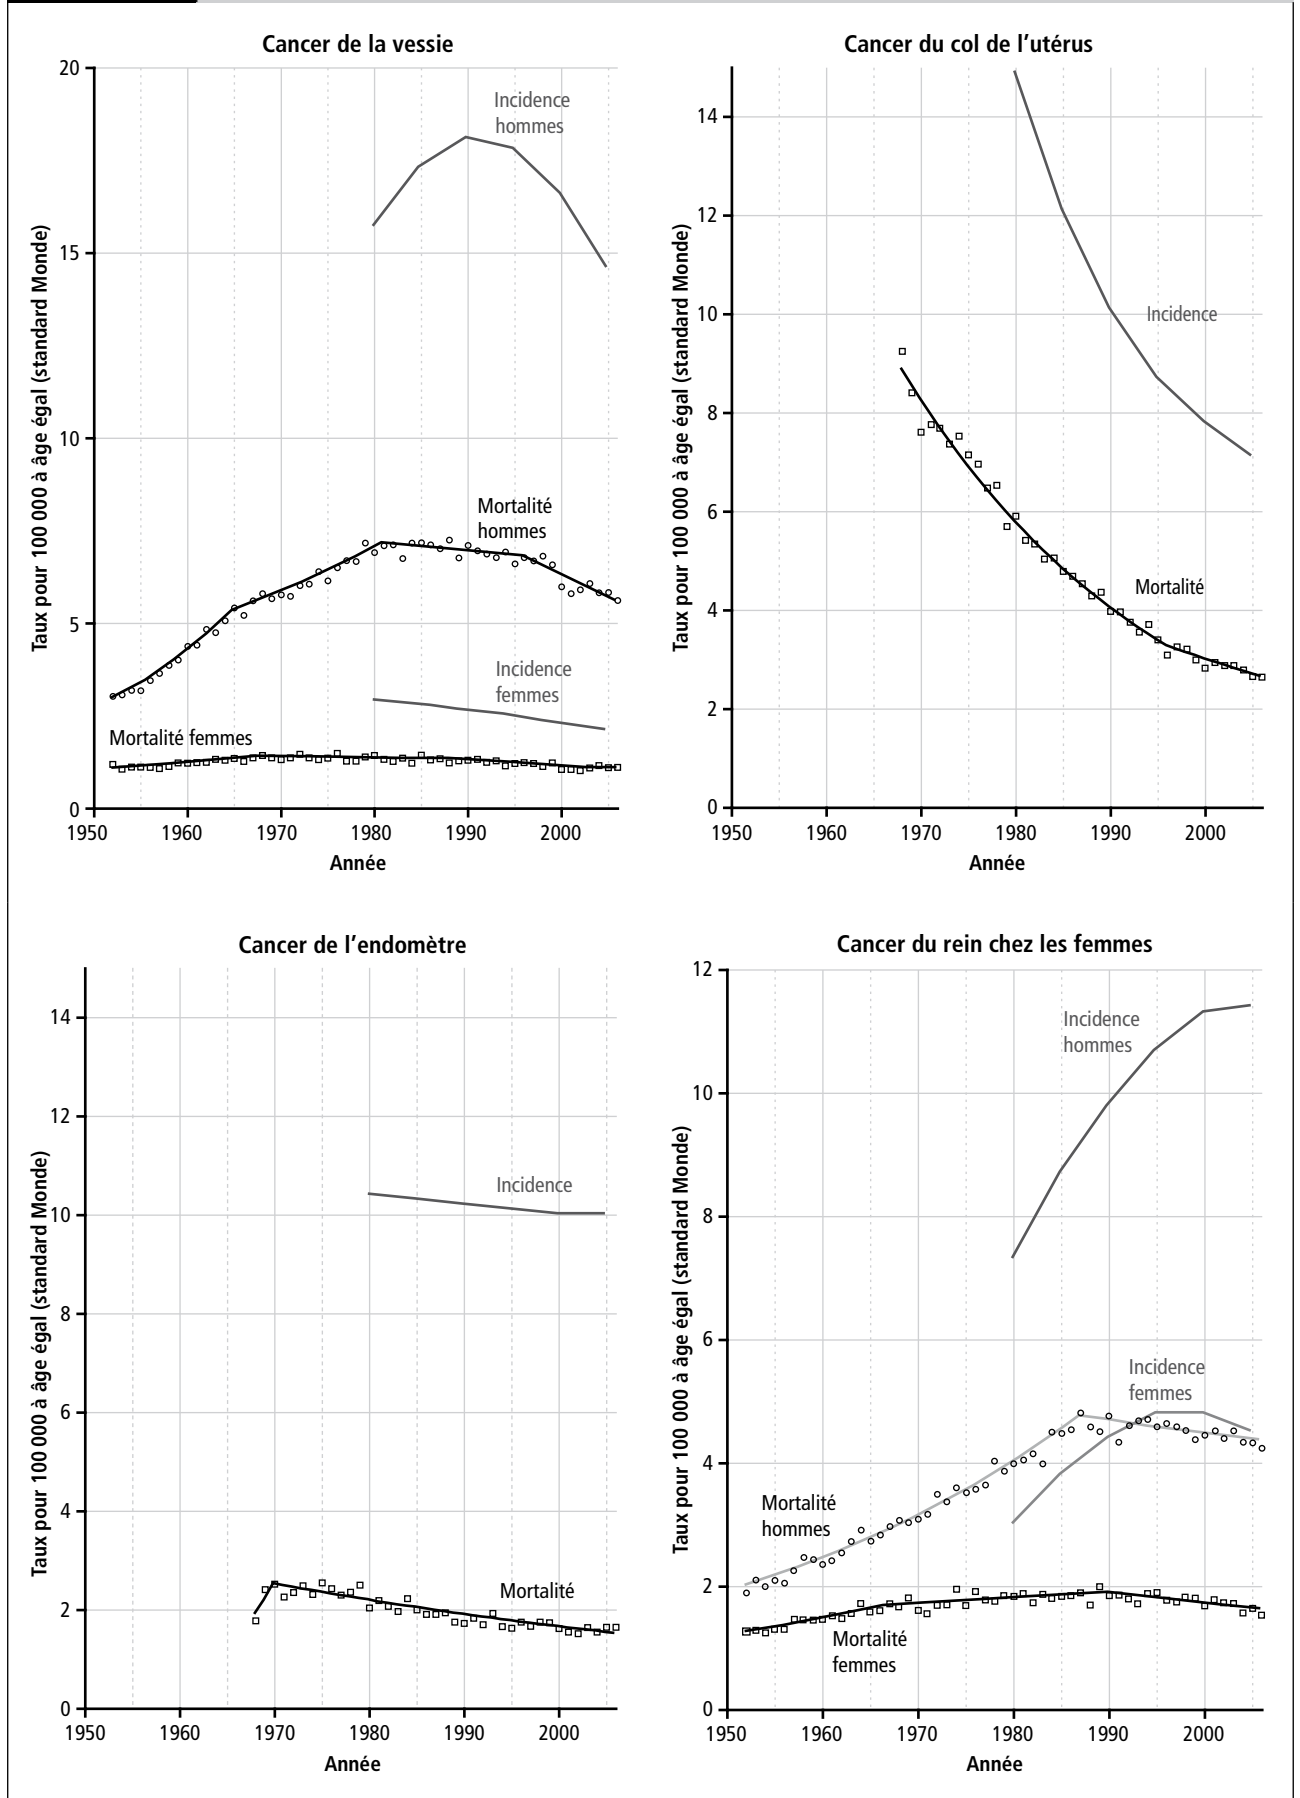 Cancer de la vessie
Taux pour 100 000 à âge égal (standard Monde)
20
15
10
5
0
Incidence
hommes
Mortalité
hommes
Incidence
femmes
Mortalité femmes
1950 1960 1970 1980 1990 2000
Année
Cancer du col de l'utérus
Taux pour 100 000 à âge égal (standard Monde)
14
12
10
8
6
4
2
0
Incidence
Mortalité
1950 1960 1970 1980 1990 2000
Année
Cancer de l'endomètre
Taux pour 100 000 à âge égal (standard Monde)
14
12
10
8
6
4
2
0
Incidence
Mortalité
1950 1960 1970 1980 1990 2000
Année
Cancer du rein chez les femmes
Taux pour 100 000 à âge égal (standard Monde)
12
10
8
6
4
2
0
Incidence
hommes
Incidence
femmes
Mortalité
hommes
Mortalité
femmes
1950 1960 1970 1980 1990 2000
Année